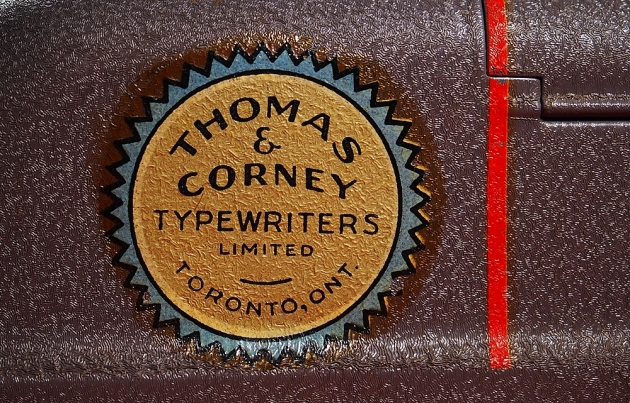 THOMAS
&
CORNEY
TYPEWRITERS
LIMITED
TORONTO, ONT.